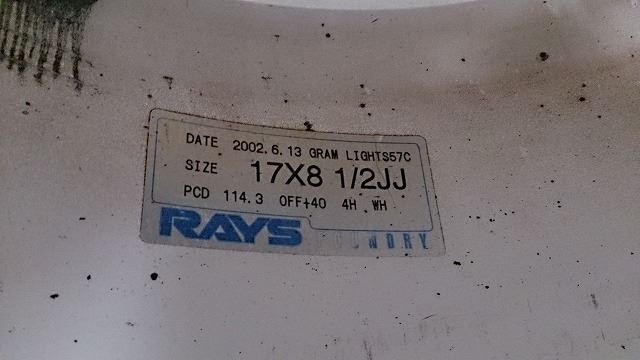 DATE 2002.6.13 GRAM LIGHTS57C
SIZE 17X8 1/2JJ
PCD 114.3 OFF+40 4H WH
RAYS